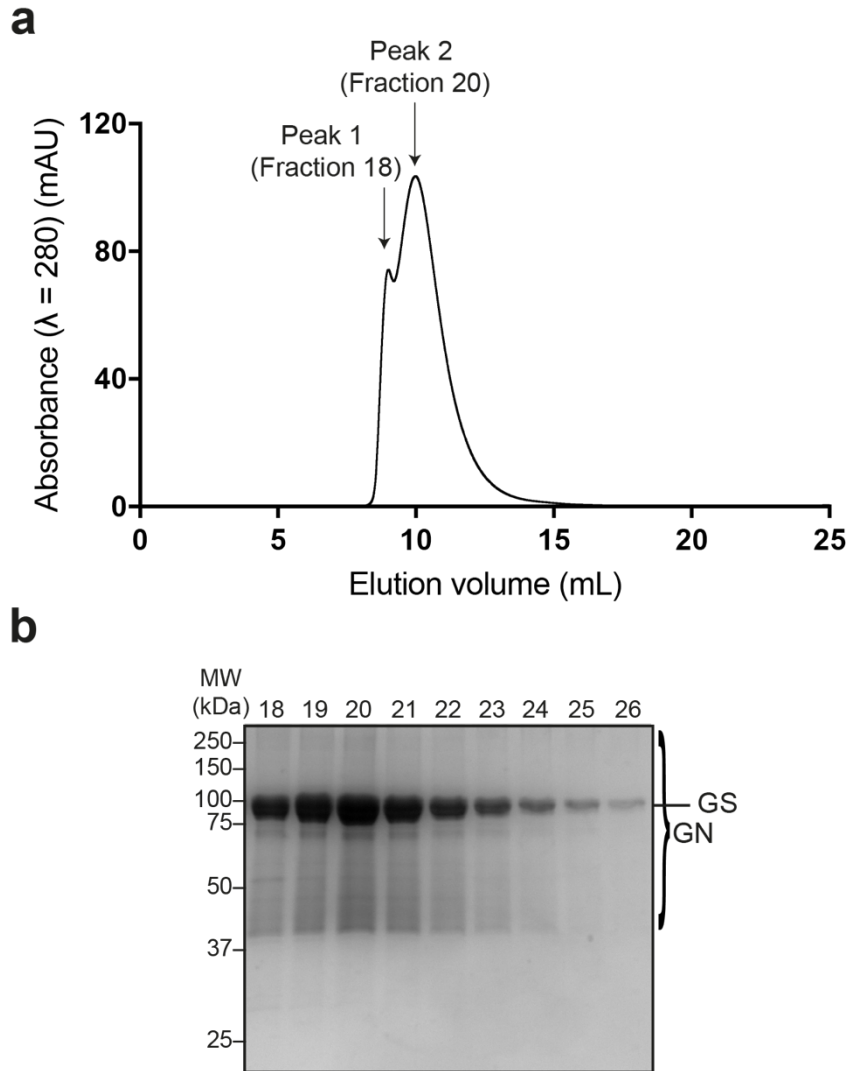 a
Peak 2
(Fraction 20)
Peak 1
(Fraction 18)
120
80
40
0
Absorbance (λ = 280) (mAU)
0 5 10 15 20 25
Elution volume (mL)
b
MW
(kDa) 18 19 20 21 22 23 24 25 26
250
150
100
GS
75
GN
50
37
25